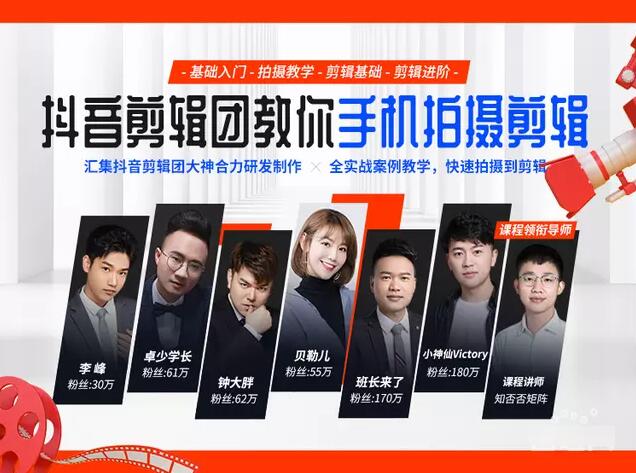 - 基础入门 - 拍摄教学 - 剪辑基础 - 剪辑进阶 -
抖音剪辑团教你手机拍摄剪辑
汇集抖音剪辑团大神合力研发制作 × 全实战案例教学，快速拍摄到剪辑
课程领衔导师
李 峰
粉丝:30万
卓少学长
粉丝:61万
钟大胖
粉丝:62万
贝勒儿
粉丝:55万
班长来了
粉丝:170万
小神仙Victory
粉丝:180万
课程讲师
知否否矩阵